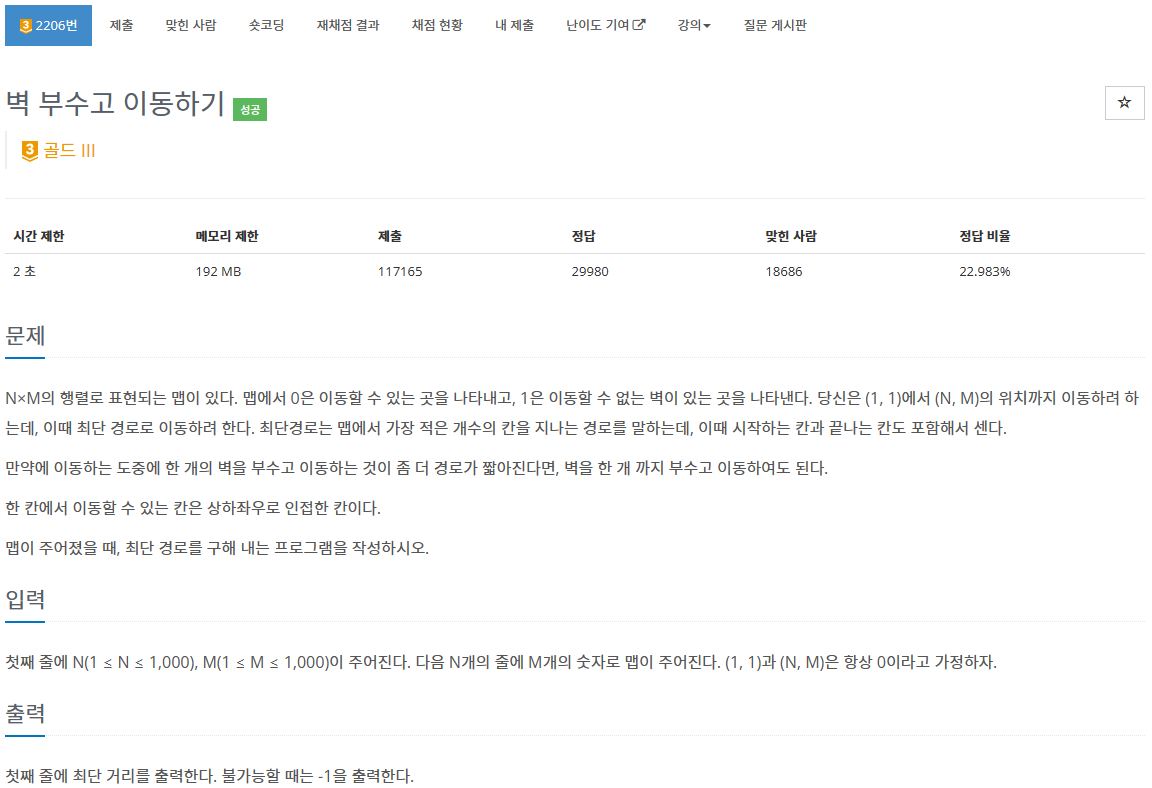 3 2206번 제출 맞힌 사람 숏코딩 재채점 결과 채점 현황 내 제출 난이도 기여 강의 질문 게시판
벽 부수고 이동하기 성공
3 골드 III
시간 제한 메모리 제한 제출 정답 맞힌 사람 정답 비율
2 초 192 MB 117165 29980 18686 22.983%
문제
N×M의 행렬로 표현되는 맵이 있다. 맵에서 0은 이동할 수 있는 곳을 나타내고, 1은 이동할 수 없는 벽이 있는 곳을 나타낸다. 당신은 (1, 1)에서 (N, M)의 위치까지 이동하려 하
는데, 이때 최단 경로로 이동하려 한다. 최단경로는 맵에서 가장 적은 개수의 칸을 지나는 경로를 말하는데, 이때 시작하는 칸과 끝나는 칸도 포함해서 센다.
만약에 이동하는 도중에 한 개의 벽을 부수고 이동하는 것이 좀 더 경로가 짧아진다면, 벽을 한 개 까지 부수고 이동하여도 된다.
한 칸에서 이동할 수 있는 칸은 상하좌우로 인접한 칸이다.
맵이 주어졌을 때, 최단 경로를 구해 내는 프로그램을 작성하시오.
입력
첫째 줄에 N(1 ≤ N ≤ 1,000), M(1 ≤ M ≤ 1,000)이 주어진다. 다음 N개의 줄에 M개의 숫자로 맵이 주어진다. (1, 1)과 (N, M)은 항상 0이라고 가정하자.
출력
첫째 줄에 최단 거리를 출력한다. 불가능할 때는 -1을 출력한다.